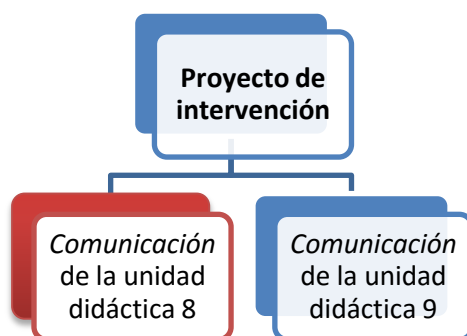 Proyecto de
intervención
Comunicación
de la unidad
didáctica 8
Comunicación
de la unidad
didáctica 9